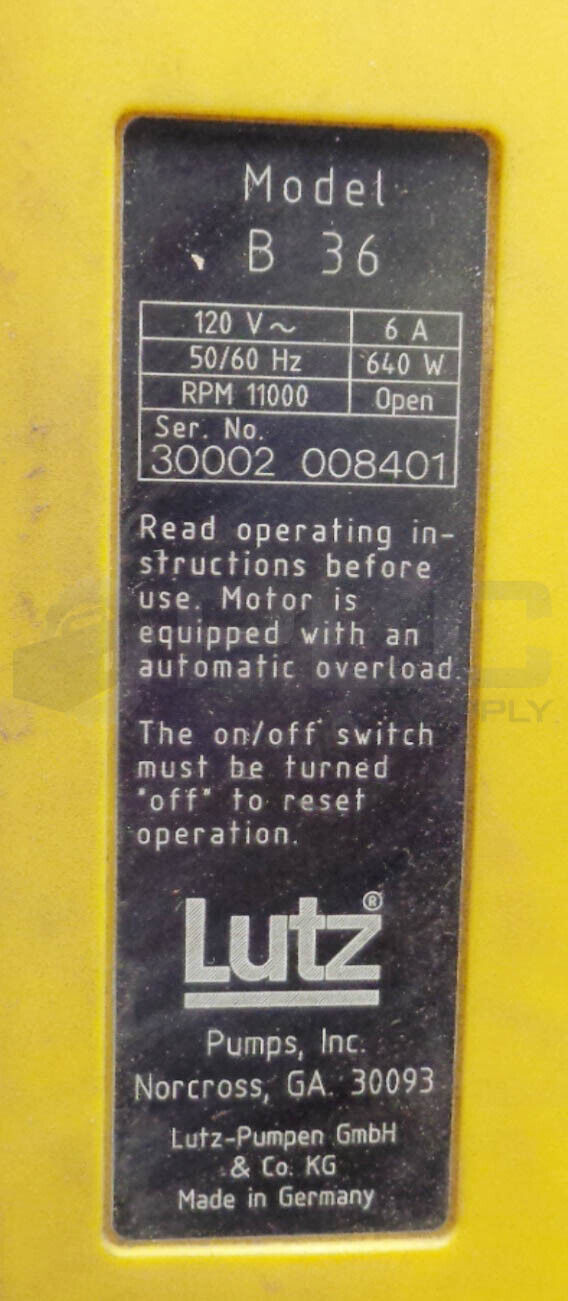 Model
B 36
120 V~ 6 A
50/60 Hz 640 W
RPM 11000 Open
Ser. No.
30002 008401
Read operating in-
structions before
use. Motor is
equipped with an
automatic overload.
The on/off switch
must be turned
"off" to reset
operation.
Lutz®
Pumps, Inc.
Norcross, GA. 30093
Lutz-Pumpen GmbH
& Co. KG
Made in Germany